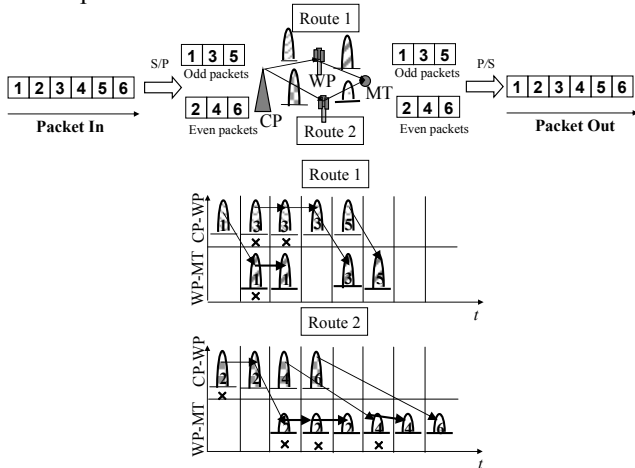 Route 1
1 3 5
Odd packets
S/P
1 2 3 4 5 6
Packet In
2 4 6
Even packets
CP
WP
MT
Route 2
1 3 5
Odd packets
P/S
1 2 3 4 5 6
Packet Out
2 4 6
Even packets
Route 1
CP-WP
1 3 3 3 5
× ×
WP-MT
1 1 3 5
×
t
Route 2
CP-WP
2 2 4 6
×
WP-MT
2 2 2 4 4 6
× × ×
t